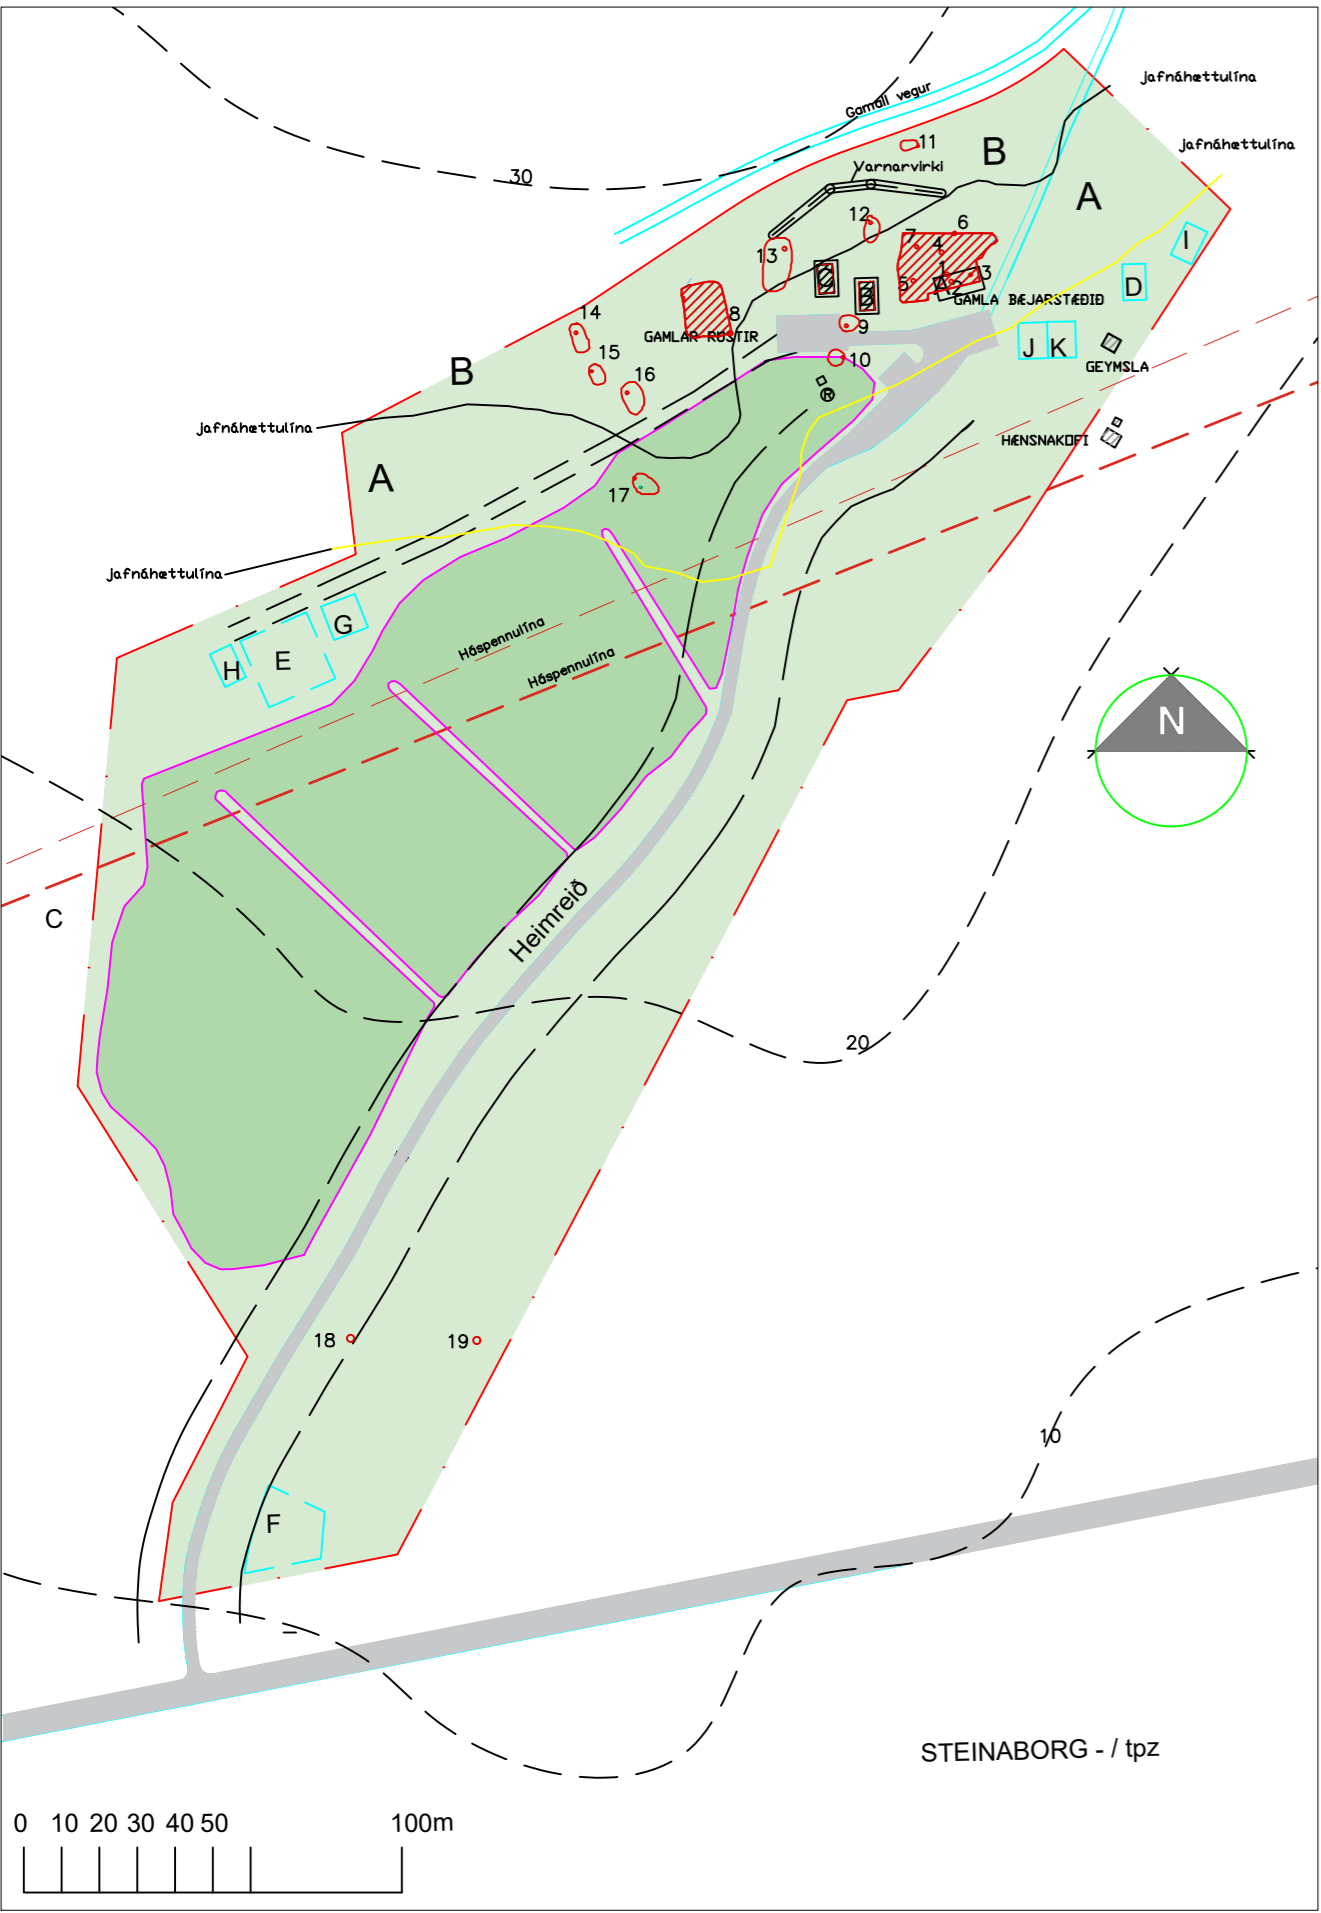 jafnáhættulína
Gamall vegur
11
B
jafnáhættulína
30
Varnarvirki
A
12
6
7
4
13
I
1
3
C
5
A
2
D
B
GAMLA BÆJARSTÆÐIÐ
14
8
9
GAMLAR RÚSTIR
J
K
15
10
GEYMSLA
B
16
R
jafnáhættulína
HÆNSNAKOFI
A
17
jafnáhættulína
G
Háspennulína
H
E
Háspennulína
N
C
Heimreið
20
18
19
10
F
STEINABORG - / tpz
0 10 20 30 40 50 100m